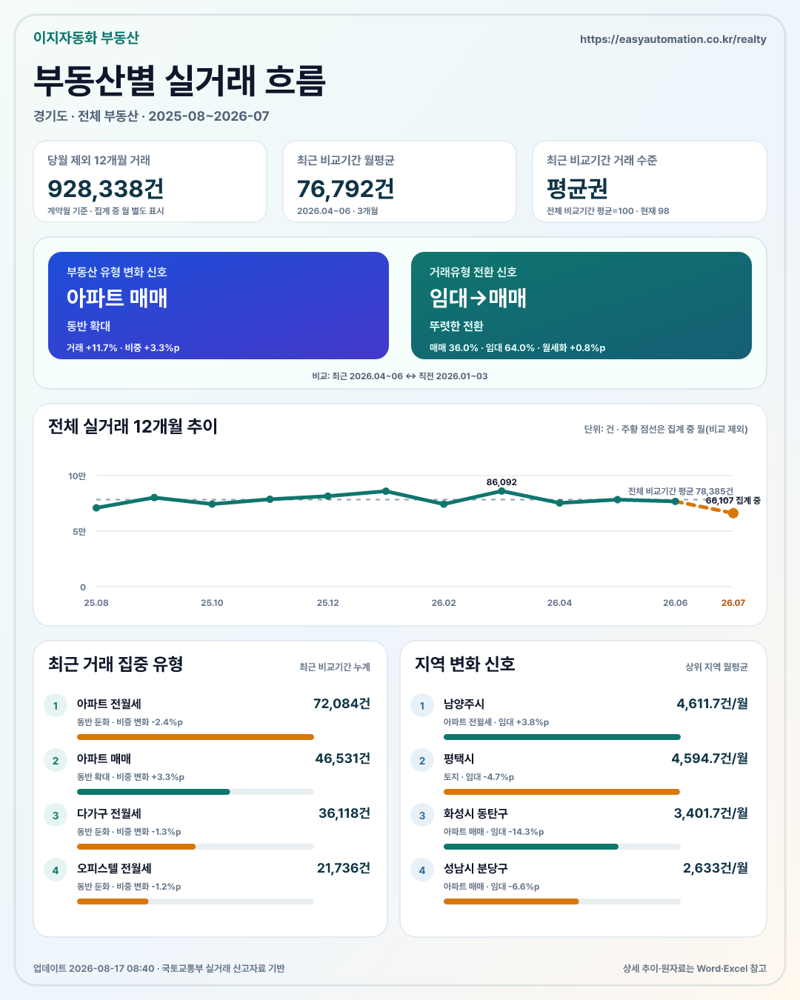 이지자동화 부동산
https://easyautomation.co.kr/realty
부동산별 실거래 흐름
경기도 · 전체 부동산 · 2025-08~2026-07
당월 제외 12개월 거래
928,338건
계약월 기준 · 집계 중 월 별도 표시
최근 비교기간 월평균
76,792건
2026.04~06 · 3개월
최근 비교기간 거래 수준
평균권
전체 비교기간 평균=100 · 현재 98
부동산 유형 변화 신호
아파트 매매
동반 확대
거래 +11.7% · 비중 +3.3%p
거래유형 전환 신호
임대→매매
뚜렷한 전환
매매 36.0% · 임대 64.0% · 월세화 +0.8%p
비교: 최근 2026.04~06 ↔ 직전 2026.01~03
전체 실거래 12개월 추이
단위: 건 · 주황 점선은 집계 중 월(비교 제외)
10만
86,092
전체 비교기간 평균 78,385건
66,107 집계 중
5만
0
25.08 25.10 25.12 26.02 26.04 26.06 26.07
최근 거래 집중 유형
최근 비교기간 누계
1 아파트 전월세 72,084건
동반 둔화 · 비중 변화 -2.4%p
2 아파트 매매 46,531건
동반 확대 · 비중 변화 +3.3%p
3 다가구 전월세 36,118건
동반 둔화 · 비중 변화 -1.3%p
4 오피스텔 전월세 21,736건
동반 둔화 · 비중 변화 -1.2%p
지역 변화 신호
상위 지역 월평균
1 남양주시 4,611.7건/월
아파트 전월세 · 임대 +3.8%p
2 평택시 4,594.7건/월
토지 · 임대 -4.7%p
3 화성시 동탄구 3,401.7건/월
아파트 매매 · 임대 -14.3%p
4 성남시 분당구 2,633건/월
아파트 매매 · 임대 -6.6%p
업데이트 2026-08-17 08:40 · 국토교통부 실거래 신고자료 기반
상세 추이·원자료는 Word·Excel 참고